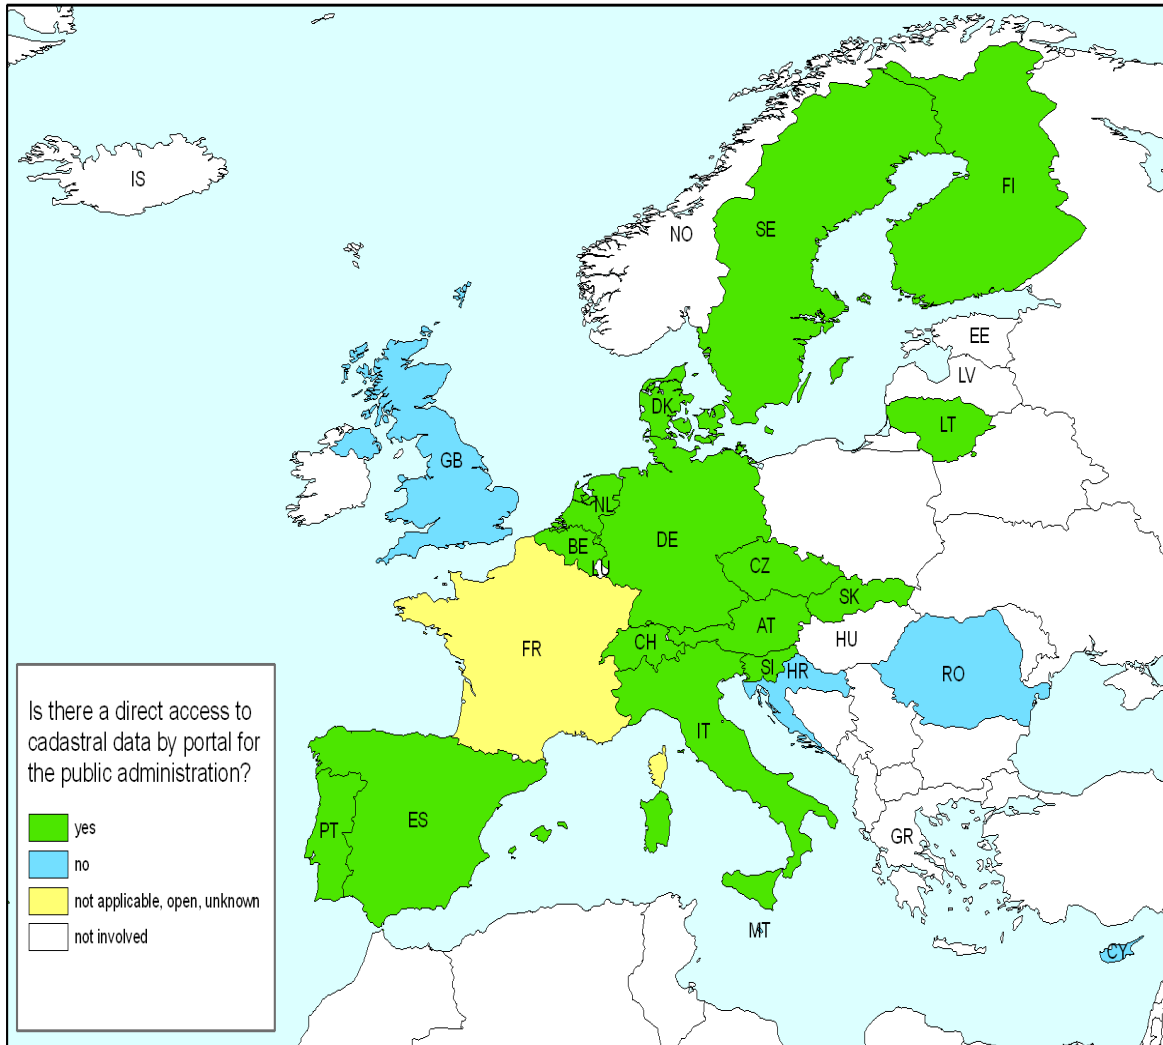 IS
FI
SE
NO
EE
LV
DK
LT
GB
NL
DE
BE
LU
CZ
SK
AT
HU
CH
FR
SI
HR
RO
IT
Is there a direct access to
cadastral data by portal for
the public administration?
yes
no
not applicable, open, unknown
not involved
PT
ES
GR
MT
CY